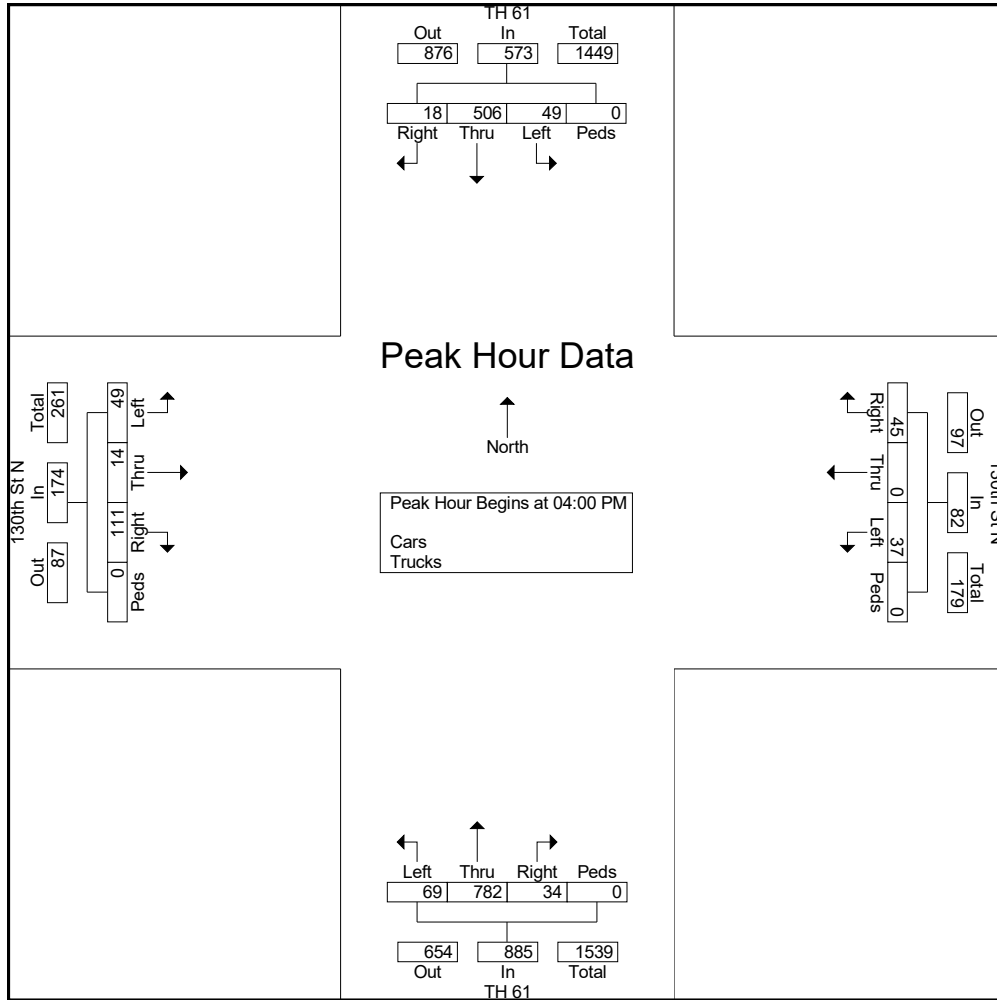 TH 61
Out In Total
876 573 1449
18 506 49 0
Right Thru Left Peds
Peak Hour Data
North
Peak Hour Begins at 04:00 PM
Cars
Trucks
130th St N
Total In Out
261 174 87
49 14 111 0
Left Thru Right Peds
Right Thru Left Peds
45 0 37 0
Out In Total
97 82 179
130th St N
Left Thru Right Peds
69 782 34 0
654 885 1539
Out In Total
TH 61